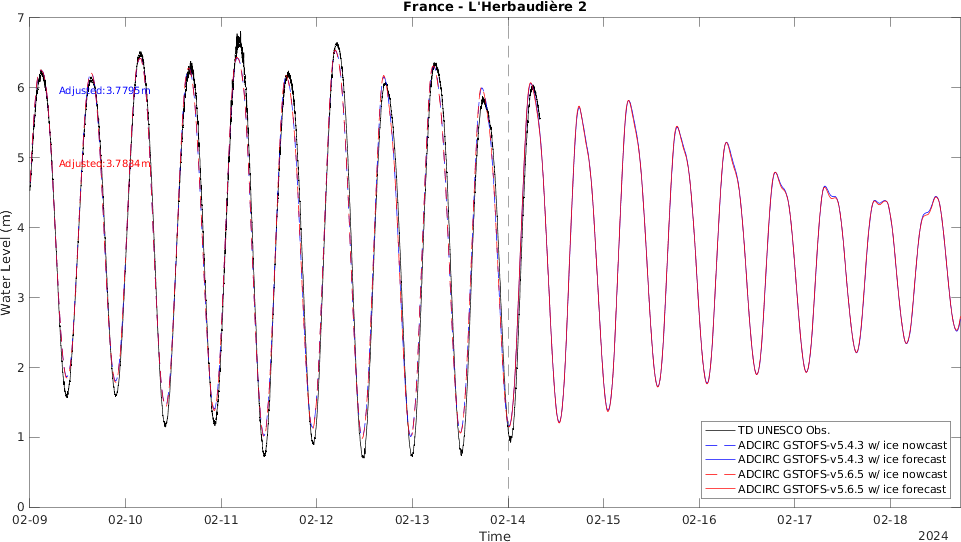 France - L'Herbaudière 2
7
6
5
4
3
2
1
0
Water Level (m)
Adjusted:3.7795m
Adjusted:3.7834m
TD UNESCO Obs.
ADCIRC GSTOFS-v5.4.3 w/ ice nowcast
ADCIRC GSTOFS-v5.4.3 w/ ice forecast
ADCIRC GSTOFS-v5.6.5 w/ ice nowcast
ADCIRC GSTOFS-v5.6.5 w/ ice forecast
02-09 02-10 02-11 02-12 02-13 02-14 02-15 02-16 02-17 02-18
Time
2024